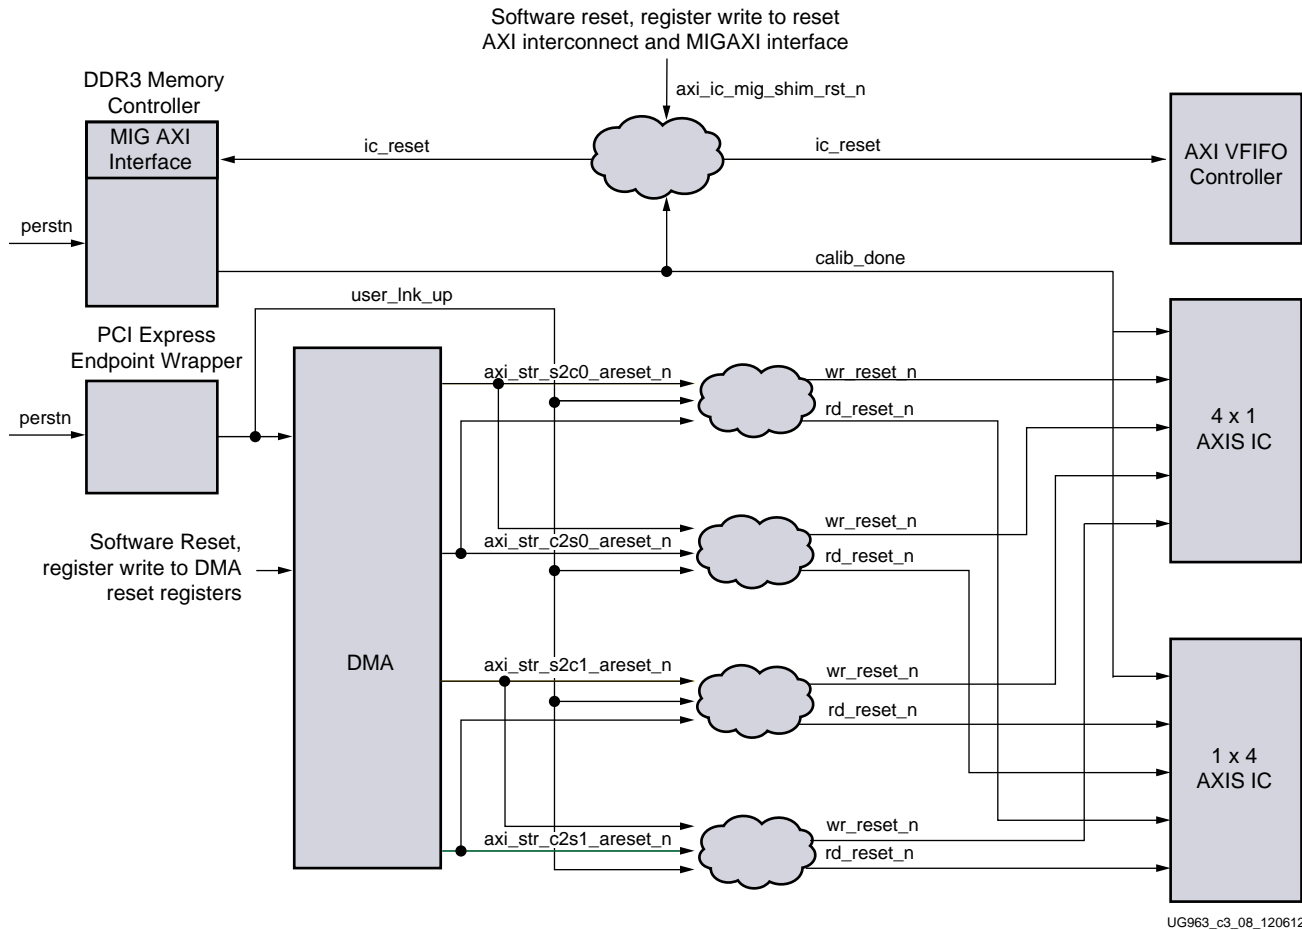 Software reset, register write to reset
AXI interconnect and MIGAXI interface
axi_ic_mig_shim_rst_n
DDR3 Memory
Controller
MIG AXI
Interface
ic_reset
ic_reset
AXI VFIFO
Controller
perstn
calib_done
user_lnk_up
PCI Express
Endpoint Wrapper
perstn
Software Reset,
register write to DMA
reset registers
DMA
axi_str_s2c0_areset_n
wr_reset_n
rd_reset_n
4 x 1
AXIS IC
axi_str_c2s0_areset_n
wr_reset_n
rd_reset_n
axi_str_s2c1_areset_n
wr_reset_n
rd_reset_n
1 x 4
AXIS IC
axi_str_c2s1_areset_n
wr_reset_n
rd_reset_n
UG963_c3_08_120612